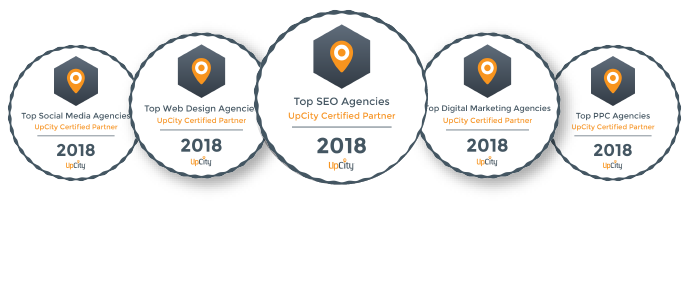 Top Social Media Agencies
UpCity Certified Partner
2018
UpCity
Top Web Design Agencies
UpCity Certified Partner
2018
UpCity
Top SEO Agencies
UpCity Certified Partner
2018
UpCity
Top Digital Marketing Agencies
UpCity Certified Partner
2018
UpCity
Top PPC Agencies
UpCity Certified Partner
2018
UpCity